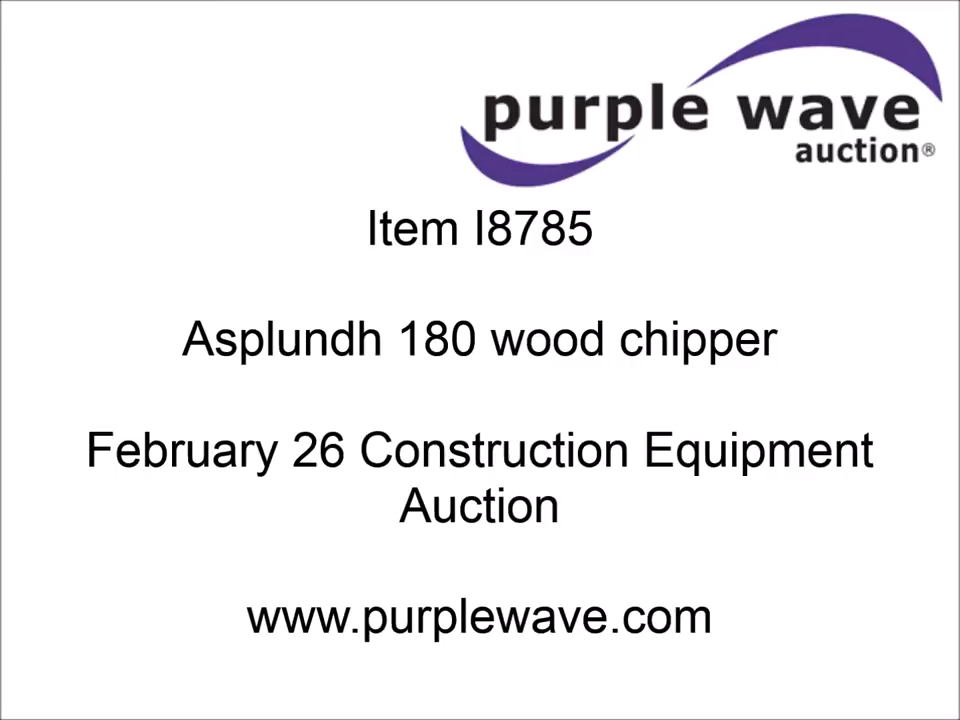 purple wave
auction®
Item I8785
Asplundh 180 wood chipper
February 26 Construction Equipment
Auction
www.purplewave.com